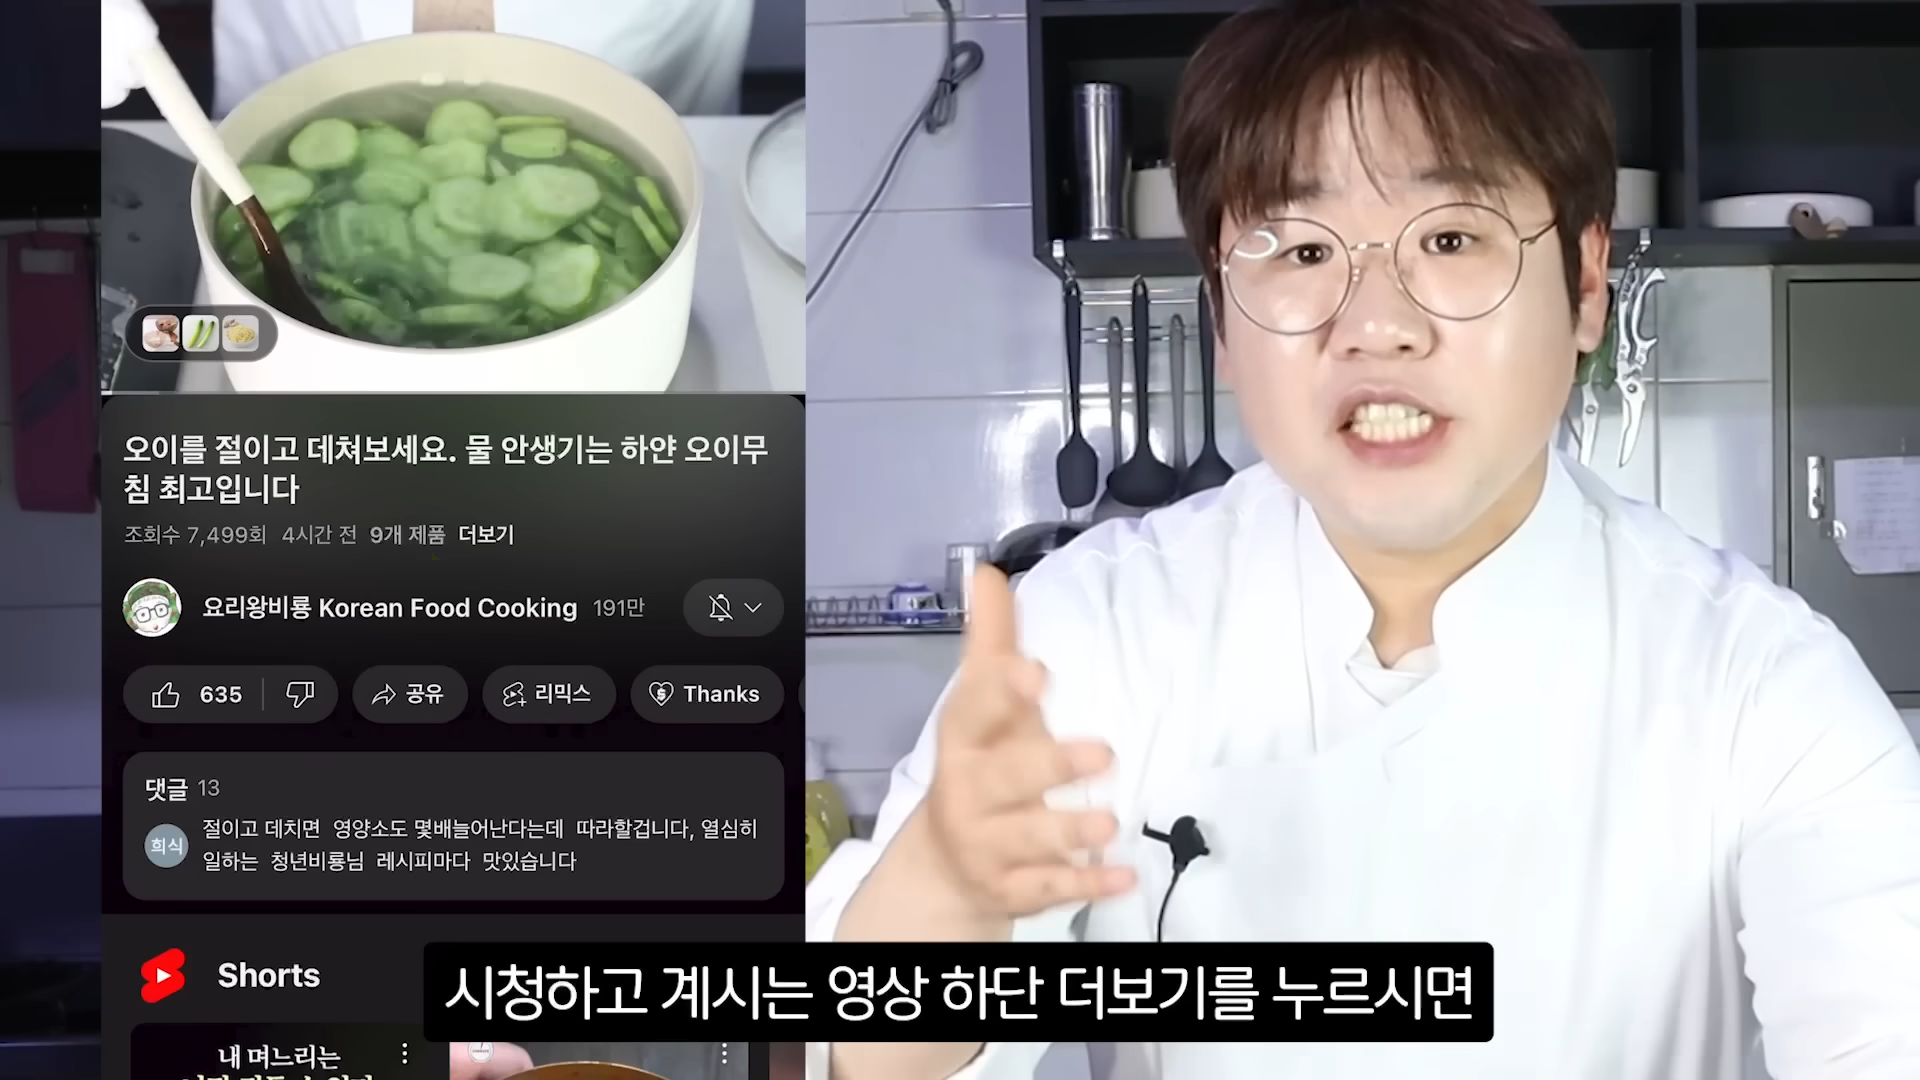 오이를 절이고 데쳐보세요. 물 안생기는 하얀 오이무
침 최고입니다
조회수 7,499회 4시간 전 9개 제품 더보기
요리왕비룡 Korean Food Cooking 191만
635 공유 리믹스 Thanks
댓글 13
희식
절이고 데치면 영양소도 몇배늘어난다는데 따라할겁니다, 열심히
일하는 청년비룡님 레시피마다 맛있습니다
Shorts
시청하고 계시는 영상 하단 더보기를 누르시면
내 며느리는